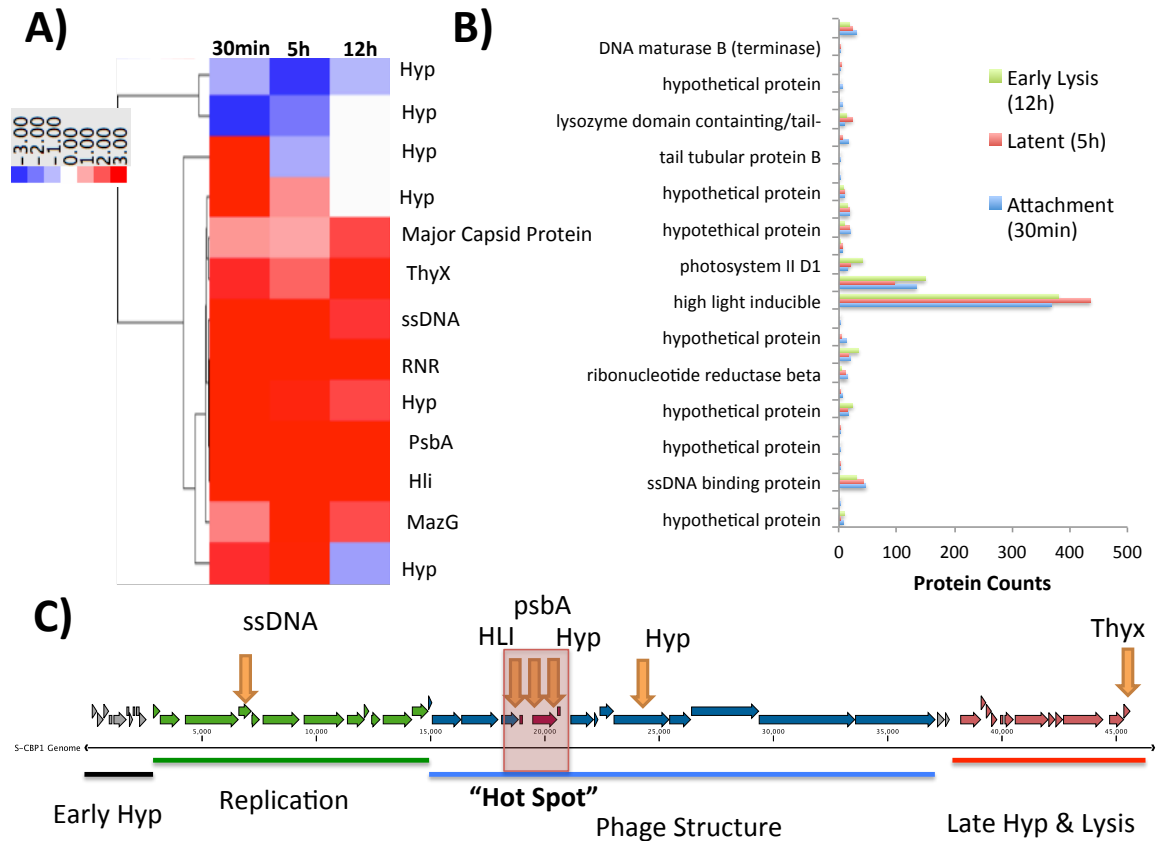 A)
30min 5h 12h
-3.00
-2.00
-1.00
0.00
1.00
2.00
3.00
Hyp
Hyp
Hyp
Hyp
Major Capsid Protein
ThyX
ssDNA
RNR
Hyp
PsbA
Hli
MazG
Hyp
B)
DNA maturase B (terminase)
hypothetical protein
lysozyme domain containting/tail-
tail tubular protein B
hypothetical protein
hypotethical protein
photosystem II D1
high light inducible
hypothetical protein
ribonucleotide reductase beta
hypothetical protein
hypothetical protein
ssDNA binding protein
hypothetical protein
0 100 200 300 400 500
Protein Counts
Early Lysis
(12h)
Latent (5h)
Attachment
(30min)
C)
ssDNA
psbA
HLI
Hyp
Hyp
Thyx
5,000 10,000 15,000 20,000 25,000 30,000 35,000 40,000 45,000
S-CBP1 Genome
Early Hyp
Replication
"Hot Spot"
Phage Structure
Late Hyp & Lysis